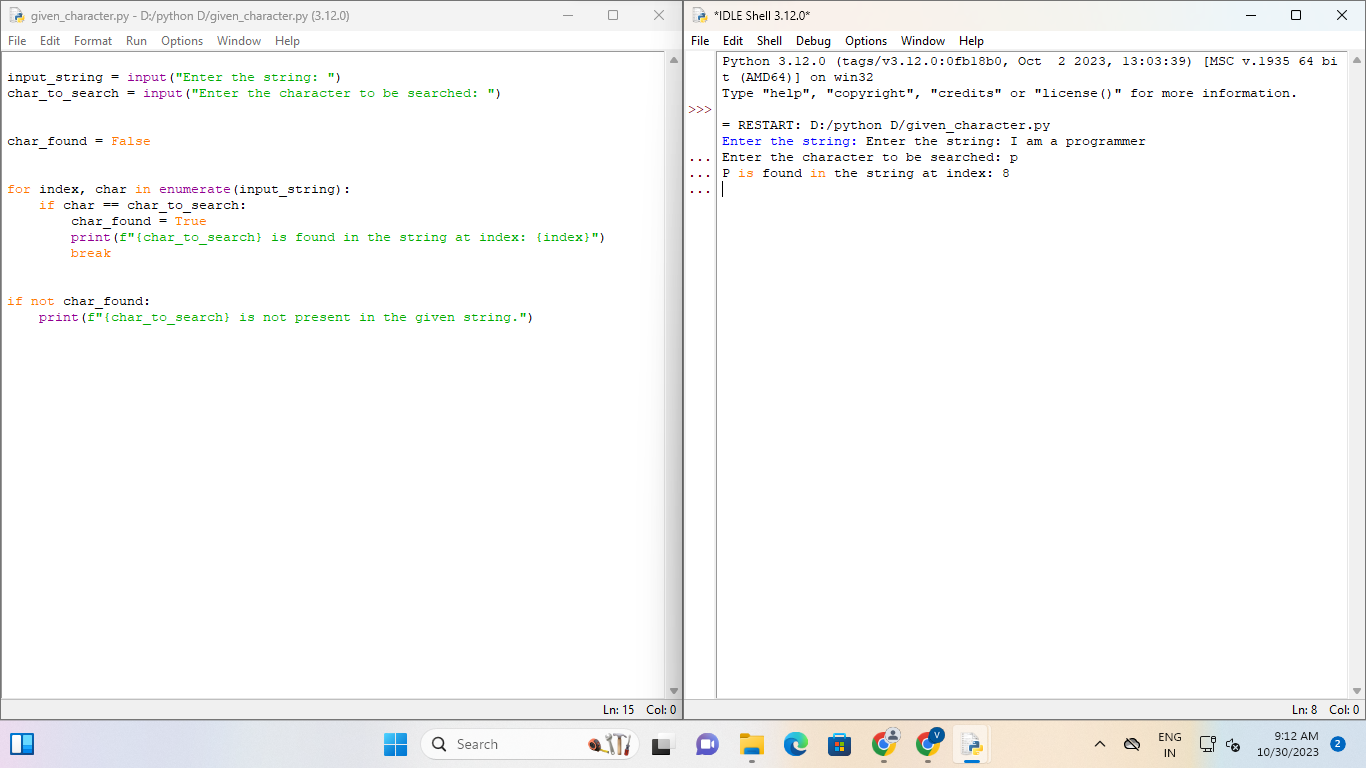 given_character.py - D:/python D/given_character.py (3.12.0)
File Edit Format Run Options Window Help
input_string = input("Enter the string: ")
char_to_search = input("Enter the character to be searched: ")
char_found = False
for index, char in enumerate(input_string):
    if char == char_to_search:
        char_found = True
        print(f"{char_to_search} is found in the string at index: {index}")
        break
if not char_found:
    print(f"{char_to_search} is not present in the given string.")
Ln: 15 Col: 0
*IDLE Shell 3.12.0*
File Edit Shell Debug Options Window Help
Python 3.12.0 (tags/v3.12.0:0fb18b0, Oct  2 2023, 13:03:39) [MSC v.1935 64 bi
t (AMD64)] on win32
Type "help", "copyright", "credits" or "license()" for more information.
>>>
= RESTART: D:/python D/given_character.py
Enter the string: Enter the string: I am a programmer
... Enter the character to be searched: p
... P is found in the string at index: 8
...
Ln: 8 Col: 0
Search
V
ENG
IN
9:12 AM
10/30/2023
2